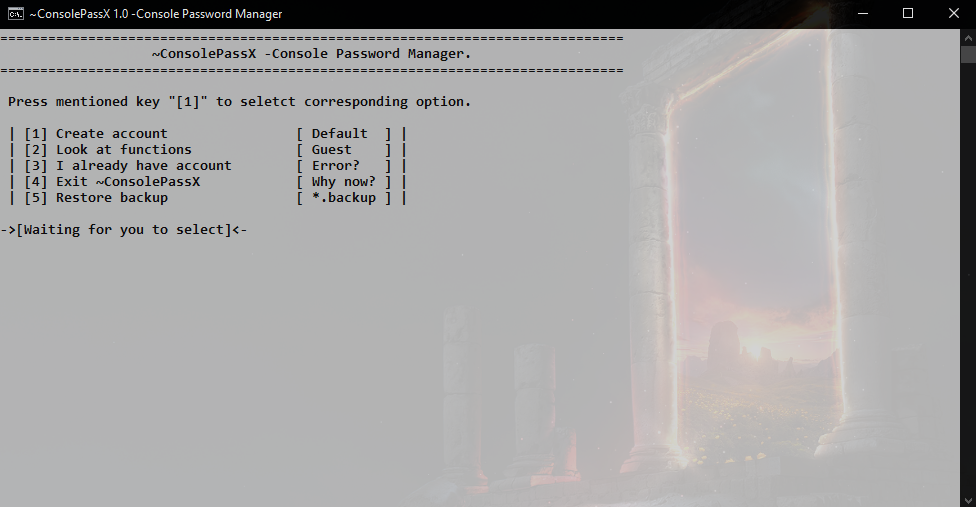 ~ConsolePassX 1.0 -Console Password Manager
==============================================================================
~ConsolePassX -Console Password Manager.
==============================================================================
Press mentioned key "[1]" to seletct corresponding option.
| [1] Create account [ Default ] |
| [2] Look at functions [ Guest ] |
| [3] I already have account [ Error? ] |
| [4] Exit ~ConsolePassX [ Why now? ] |
| [5] Restore backup [ *.backup ] |
->[Waiting for you to select]<-